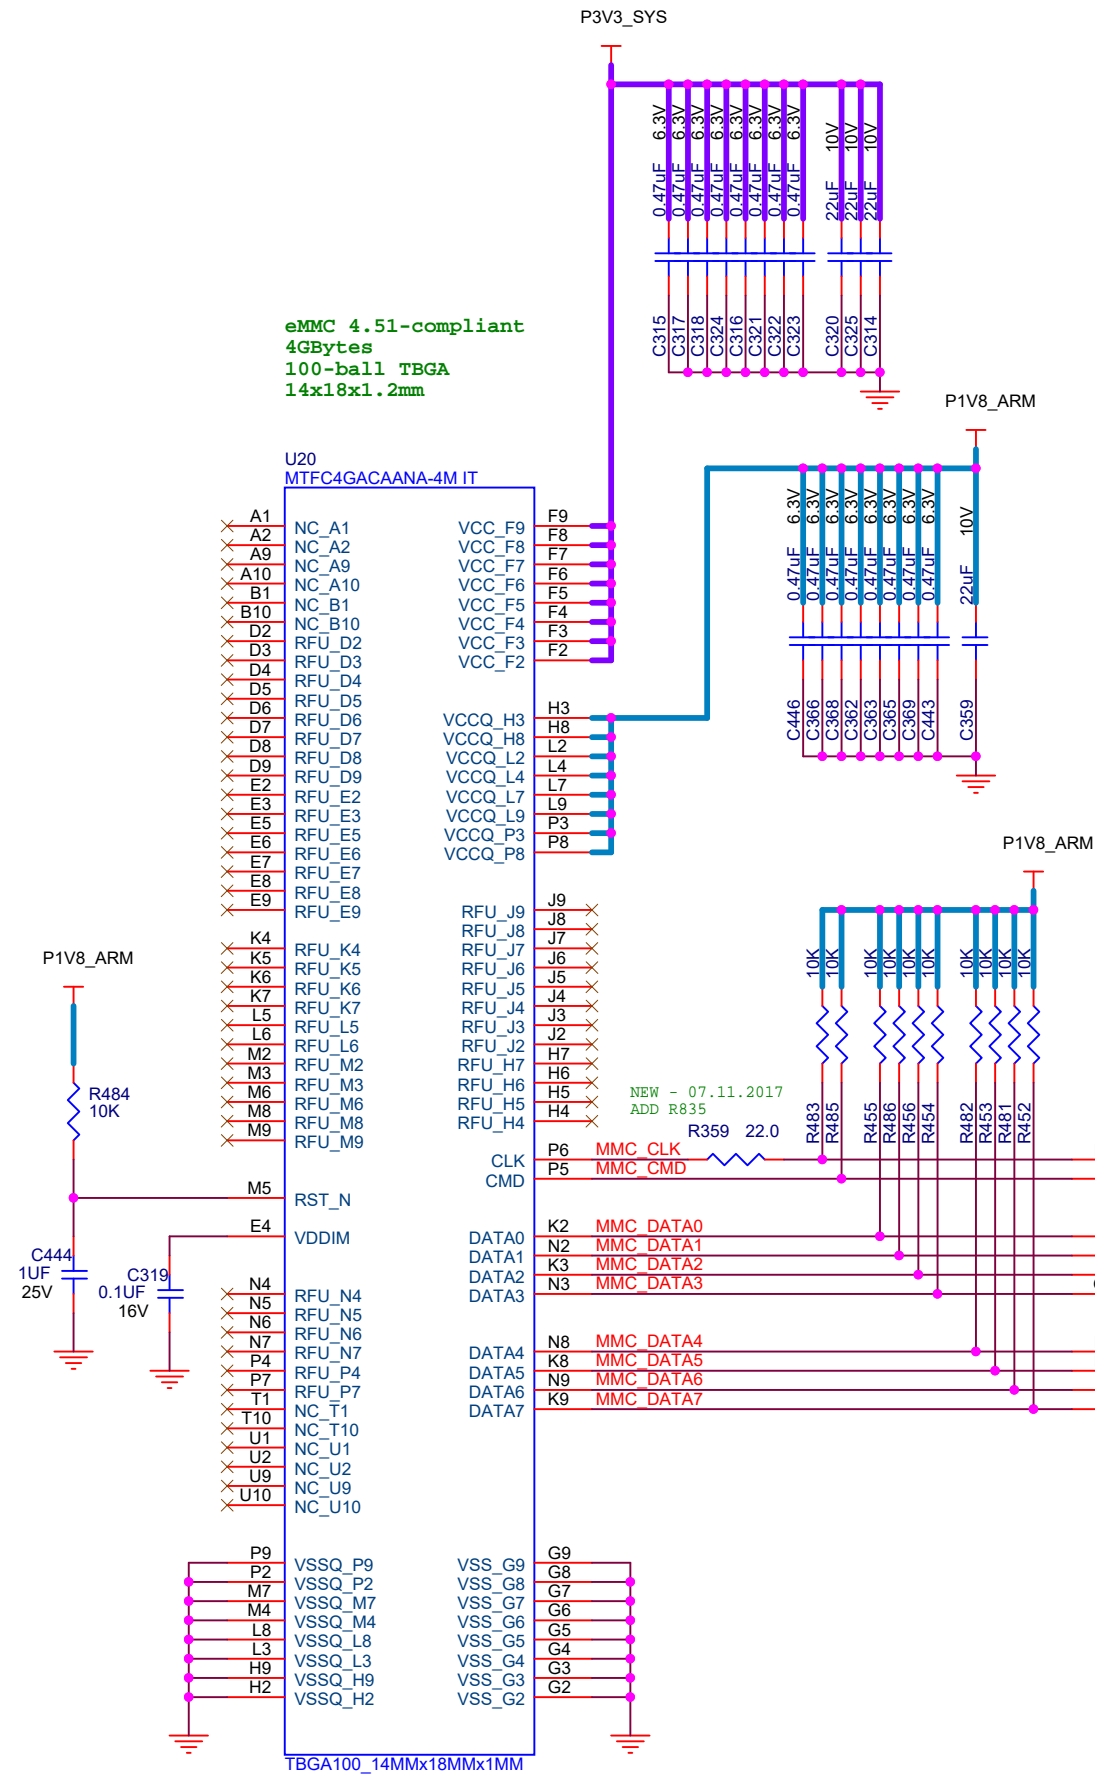 P3V3_SYS
6.3V
6.3V
6.3V
6.3V
6.3V
6.3V
6.3V
6.3V
10V
10V
10V
0.47uF
0.47uF
0.47uF
0.47uF
0.47uF
0.47uF
0.47uF
0.47uF
22uF
22uF
22uF
C315
C317
C318
C324
C316
C321
C322
C323
C320
C325
C314
eMMC 4.51-compliant
4GBytes
100-ball TBGA
14x18x1.2mm
P1V8_ARM
6.3V
6.3V
6.3V
6.3V
6.3V
6.3V
6.3V
6.3V
10V
0.47uF
0.47uF
0.47uF
0.47uF
0.47uF
0.47uF
0.47uF
0.47uF
22uF
C446
C366
C368
C362
C363
C365
C369
C443
C359
U20
MTFC4GACAANA-4M IT
A1 NC_A1
A2 NC_A2
A9 NC_A9
A10 NC_A10
B1 NC_B1
B10 NC_B10
D2 RFU_D2
D3 RFU_D3
D4 RFU_D4
D5 RFU_D5
D6 RFU_D6
D7 RFU_D7
D8 RFU_D8
D9 RFU_D9
E2 RFU_E2
E3 RFU_E3
E5 RFU_E5
E6 RFU_E6
E7 RFU_E7
E8 RFU_E8
E9 RFU_E9
K4 RFU_K4
K5 RFU_K5
K6 RFU_K6
K7 RFU_K7
L5 RFU_L5
L6 RFU_L6
M2 RFU_M2
M3 RFU_M3
M6 RFU_M6
M8 RFU_M8
M9 RFU_M9
M5 RST_N
E4 VDDIM
N4 RFU_N4
N5 RFU_N5
N6 RFU_N6
N7 RFU_N7
P4 RFU_P4
P7 RFU_P7
T1 NC_T1
T10 NC_T10
U1 NC_U1
U2 NC_U2
U9 NC_U9
U10 NC_U10
P9 VSSQ_P9
P2 VSSQ_P2
M7 VSSQ_M7
M4 VSSQ_M4
L8 VSSQ_L8
L3 VSSQ_L3
H9 VSSQ_H9
H2 VSSQ_H2
VCC_F9 F9
VCC_F8 F8
VCC_F7 F7
VCC_F6 F6
VCC_F5 F5
VCC_F4 F4
VCC_F3 F3
VCC_F2 F2
VCCQ_H3 H3
VCCQ_H8 H8
VCCQ_L2 L2
VCCQ_L4 L4
VCCQ_L7 L7
VCCQ_L9 L9
VCCQ_P3 P3
VCCQ_P8 P8
RFU_J9 J9
RFU_J8 J8
RFU_J7 J7
RFU_J6 J6
RFU_J5 J5
RFU_J4 J4
RFU_J3 J3
RFU_J2 J2
RFU_H7 H7
RFU_H6 H6
RFU_H5 H5
RFU_H4 H4
CLK P6 MMC_CLK
CMD P5 MMC_CMD
DATA0 K2 MMC_DATA0
DATA1 N2 MMC_DATA1
DATA2 K3 MMC_DATA2
DATA3 N3 MMC_DATA3
DATA4 N8 MMC_DATA4
DATA5 K8 MMC_DATA5
DATA6 N9 MMC_DATA6
DATA7 K9 MMC_DATA7
VSS_G9 G9
VSS_G8 G8
VSS_G7 G7
VSS_G6 G6
VSS_G5 G5
VSS_G4 G4
VSS_G3 G3
VSS_G2 G2
TBGA100_14MMx18MMx1MM
P1V8_ARM
R484
10K
C444
1UF
25V
C319
0.1UF
16V
NEW - 07.11.2017
ADD R835
R359 22.0
P1V8_ARM
10K
10K
10K
10K
10K
10K
10K
10K
10K
10K
R483
R485
R455
R486
R456
R454
R482
R453
R481
R452